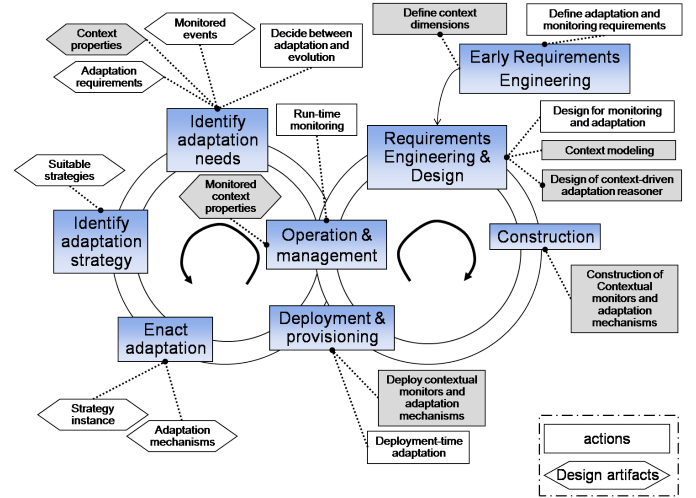 Context
properties
Monitored
events
Decide between
adaptation and
evolution
Adaptation
requirements
Define context
dimensions
Define adaptation and
monitoring requirements
Early Requirements
Engineering
Identify
adaptation
needs
Run-time
monitoring
Requirements
Engineering &
Design
Design for monitoring
and adaptation
Context modeling
Design of context-driven
adaptation reasoner
Suitable
strategies
Monitored
context
properties
Identify
adaptation
strategy
Operation &
management
Construction
Construction of
Contextual
monitors and
adaptation
mechanisms
Enact
adaptation
Deployment &
provisioning
Deploy contextual
monitors and
adaptation
mechanisms
Strategy
instance
Adaptation
mechanisms
Deployment-time
adaptation
actions
Design artifacts